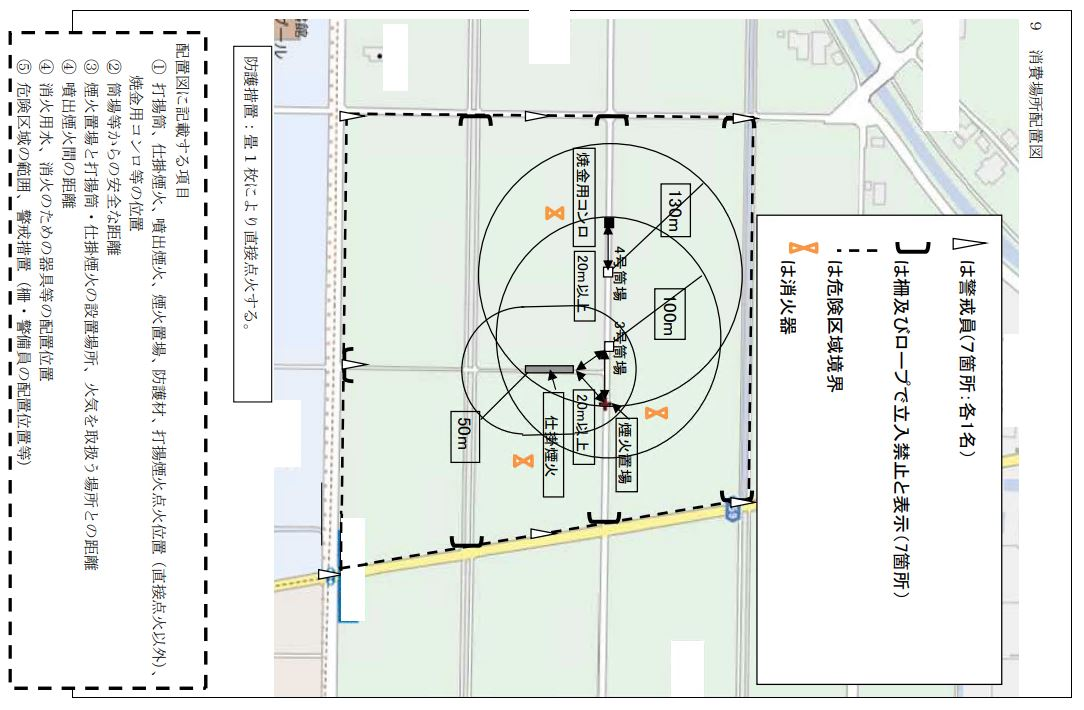 9　消費場所配置図
は警戒員(7箇所:各1名)
は柵及びロープで立入禁止と表示(7箇所)
は危険区域境界
は消火器
130m
100m
焼金用コンロ
4号筒場
20m以上
3号筒場
20m以上
煙火置場
仕掛煙火
50m
防護措置：畳1枚により直接点火する。
配置図に記載する項目
① 打揚筒、仕掛煙火、噴出煙火、煙火置場、防護材、打揚煙火点火位置（直接点火以外）、
焼金用コンロ等の位置
② 筒場等からの安全な距離
③ 煙火置場と打揚筒・仕掛煙火の設置場所、火気を取扱う場所との距離
④ 噴出煙火間の距離
④ 消火用水、消火のための器具等の配置位置
⑤ 危険区域の範囲、警戒措置（柵・警備員の配置位置等）